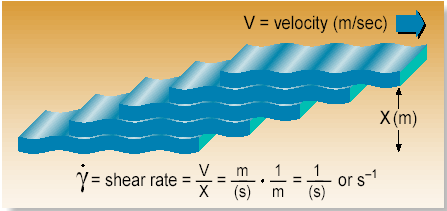 V = velocity (m/sec)
X (m)
γ̇ = shear rate = V/X = m/(s) · 1/m = 1/(s) or s⁻¹